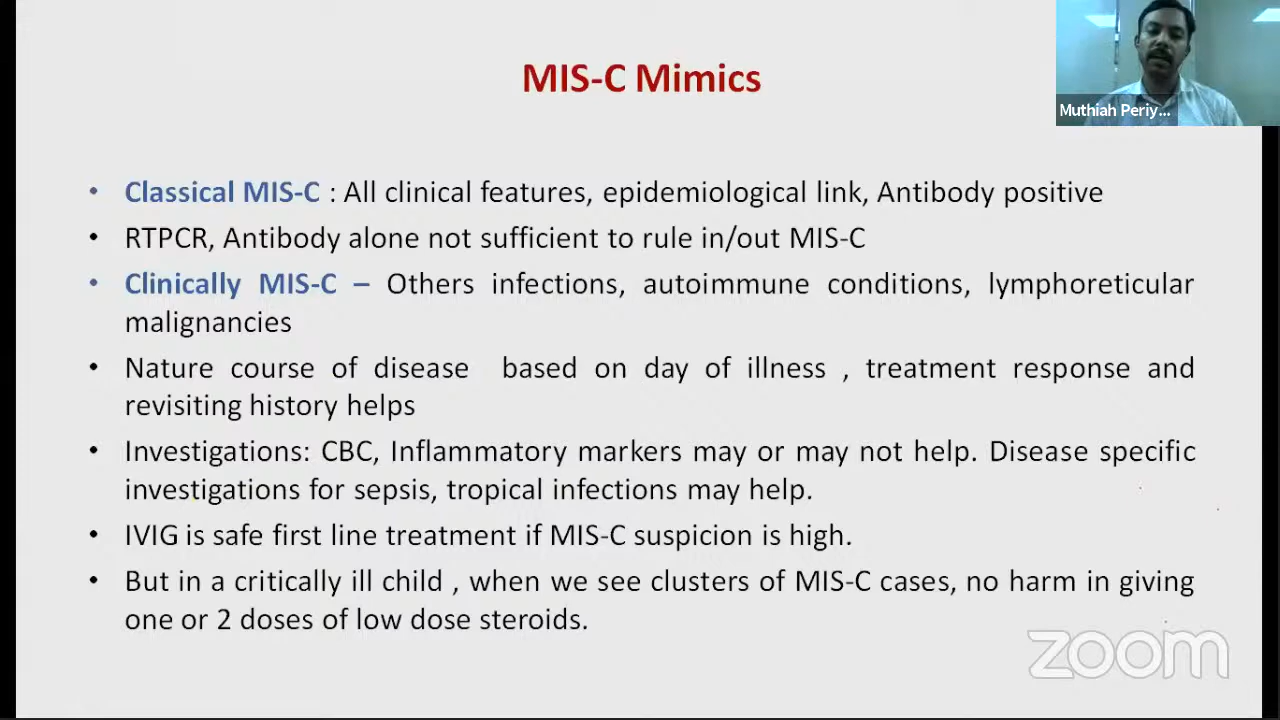 MIS-C Mimics
Muthiah Periy...
• Classical MIS-C : All clinical features, epidemiological link, Antibody positive
• RTPCR, Antibody alone not sufficient to rule in/out MIS-C
• Clinically MIS-C – Others infections, autoimmune conditions, lymphoreticular
malignancies
• Nature course of disease based on day of illness , treatment response and
revisiting history helps
• Investigations: CBC, Inflammatory markers may or may not help. Disease specific
investigations for sepsis, tropical infections may help.
• IVIG is safe first line treatment if MIS-C suspicion is high.
• But in a critically ill child , when we see clusters of MIS-C cases, no harm in giving
one or 2 doses of low dose steroids.
zoom